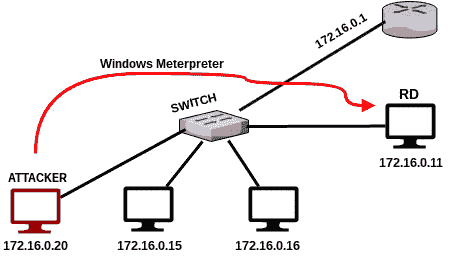 172.16.0.1
Windows Meterpreter
SWITCH
RD
172.16.0.11
ATTACKER
172.16.0.20
172.16.0.15
172.16.0.16